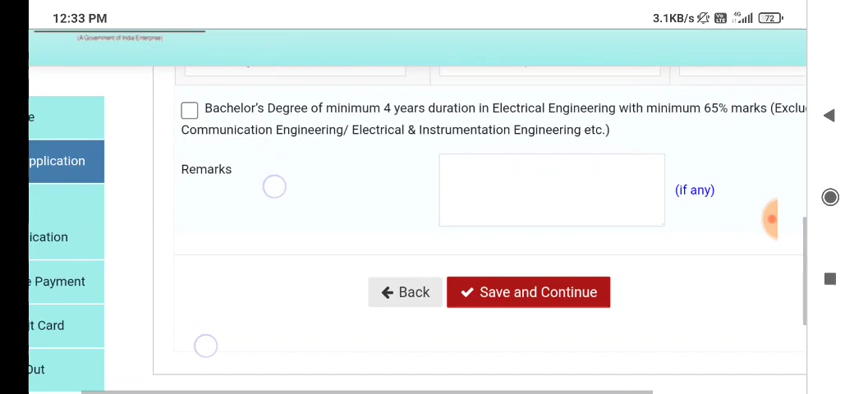 12:33 PM
3.1KB/s 4G 72
(A Government of India Enterprise)
e
pplication
ication
e Payment
it Card
Out
Bachelor's Degree of minimum 4 years duration in Electrical Engineering with minimum 65% marks (Exclu
Communication Engineering/ Electrical & Instrumentation Engineering etc.)
Remarks
(if any)
Back
Save and Continue